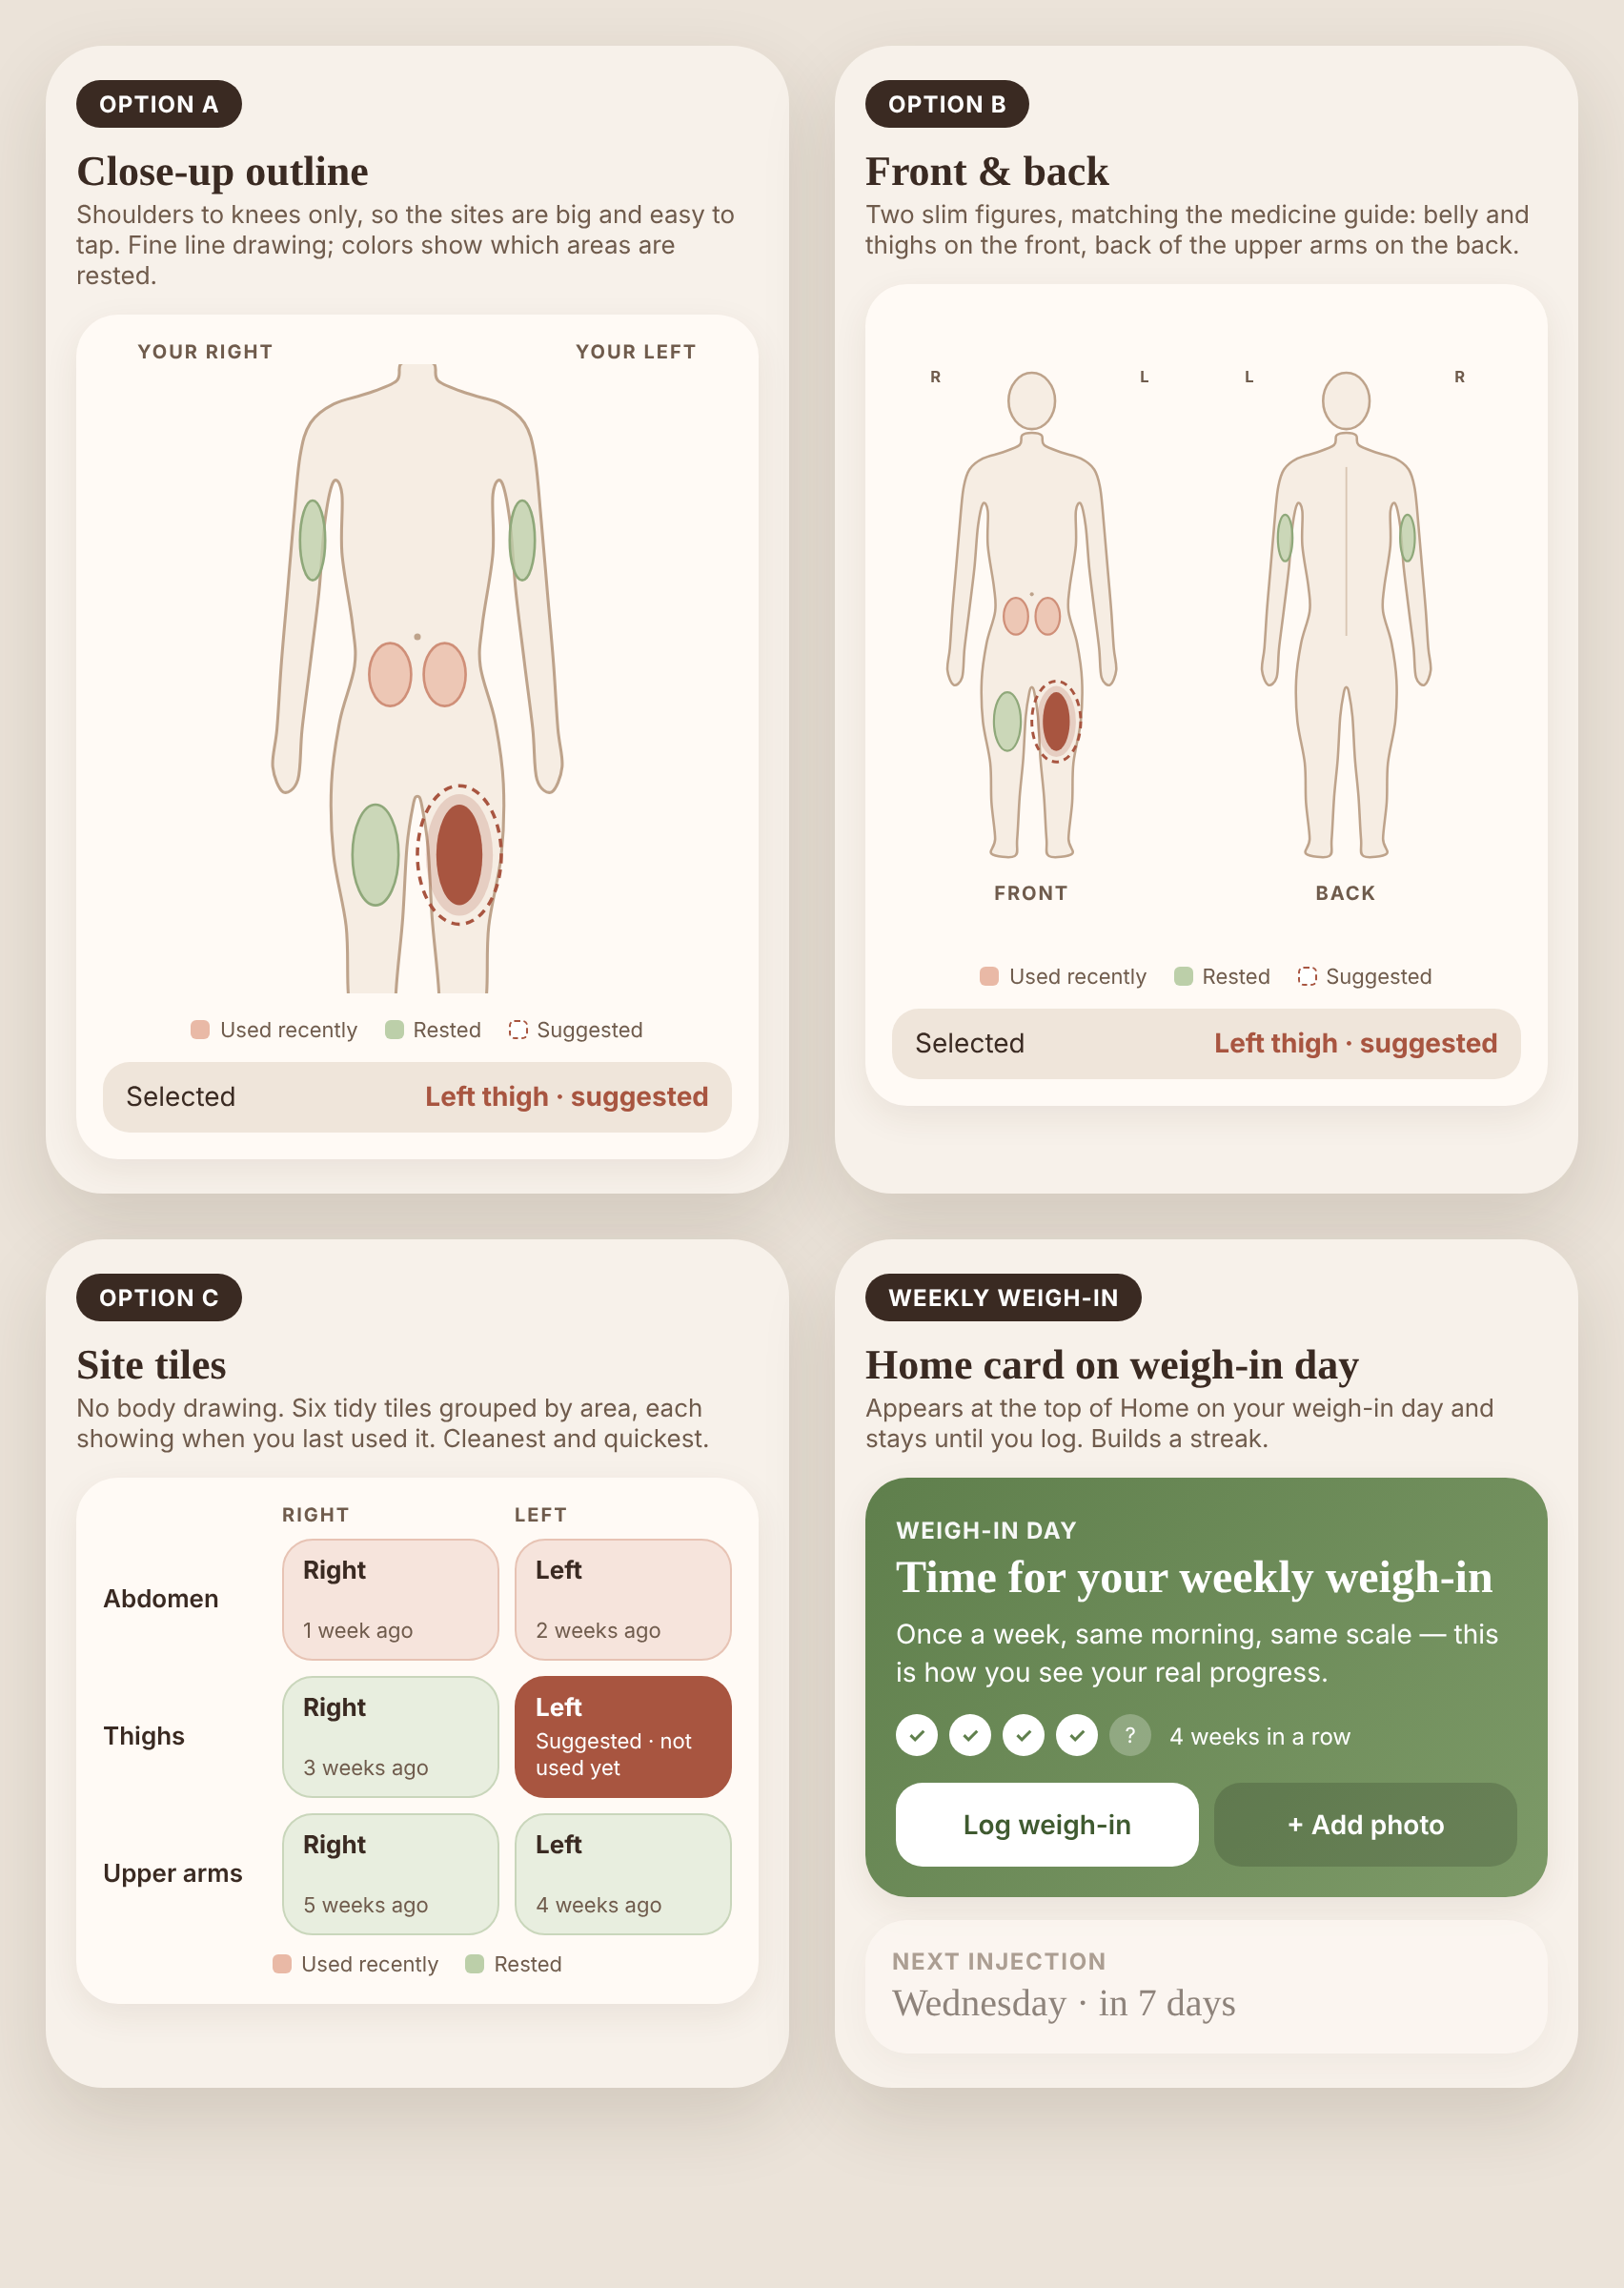 OPTION A
Close-up outline
Shoulders to knees only, so the sites are big and easy to
tap. Fine line drawing; colors show which areas are
rested.
YOUR RIGHT
YOUR LEFT
Used recently
Rested
Suggested
Selected
Left thigh · suggested
OPTION B
Front & back
Two slim figures, matching the medicine guide: belly and
thighs on the front, back of the upper arms on the back.
R
L
L
R
FRONT
BACK
Used recently
Rested
Suggested
Selected
Left thigh · suggested
OPTION C
Site tiles
No body drawing. Six tidy tiles grouped by area, each
showing when you last used it. Cleanest and quickest.
RIGHT
LEFT
Abdomen
Right
1 week ago
Left
2 weeks ago
Thighs
Right
3 weeks ago
Left
Suggested · not
used yet
Upper arms
Right
5 weeks ago
Left
4 weeks ago
Used recently
Rested
WEEKLY WEIGH-IN
Home card on weigh-in day
Appears at the top of Home on your weigh-in day and
stays until you log. Builds a streak.
WEIGH-IN DAY
Time for your weekly weigh-in
Once a week, same morning, same scale — this
is how you see your real progress.
?
4 weeks in a row
Log weigh-in
+ Add photo
NEXT INJECTION
Wednesday · in 7 days